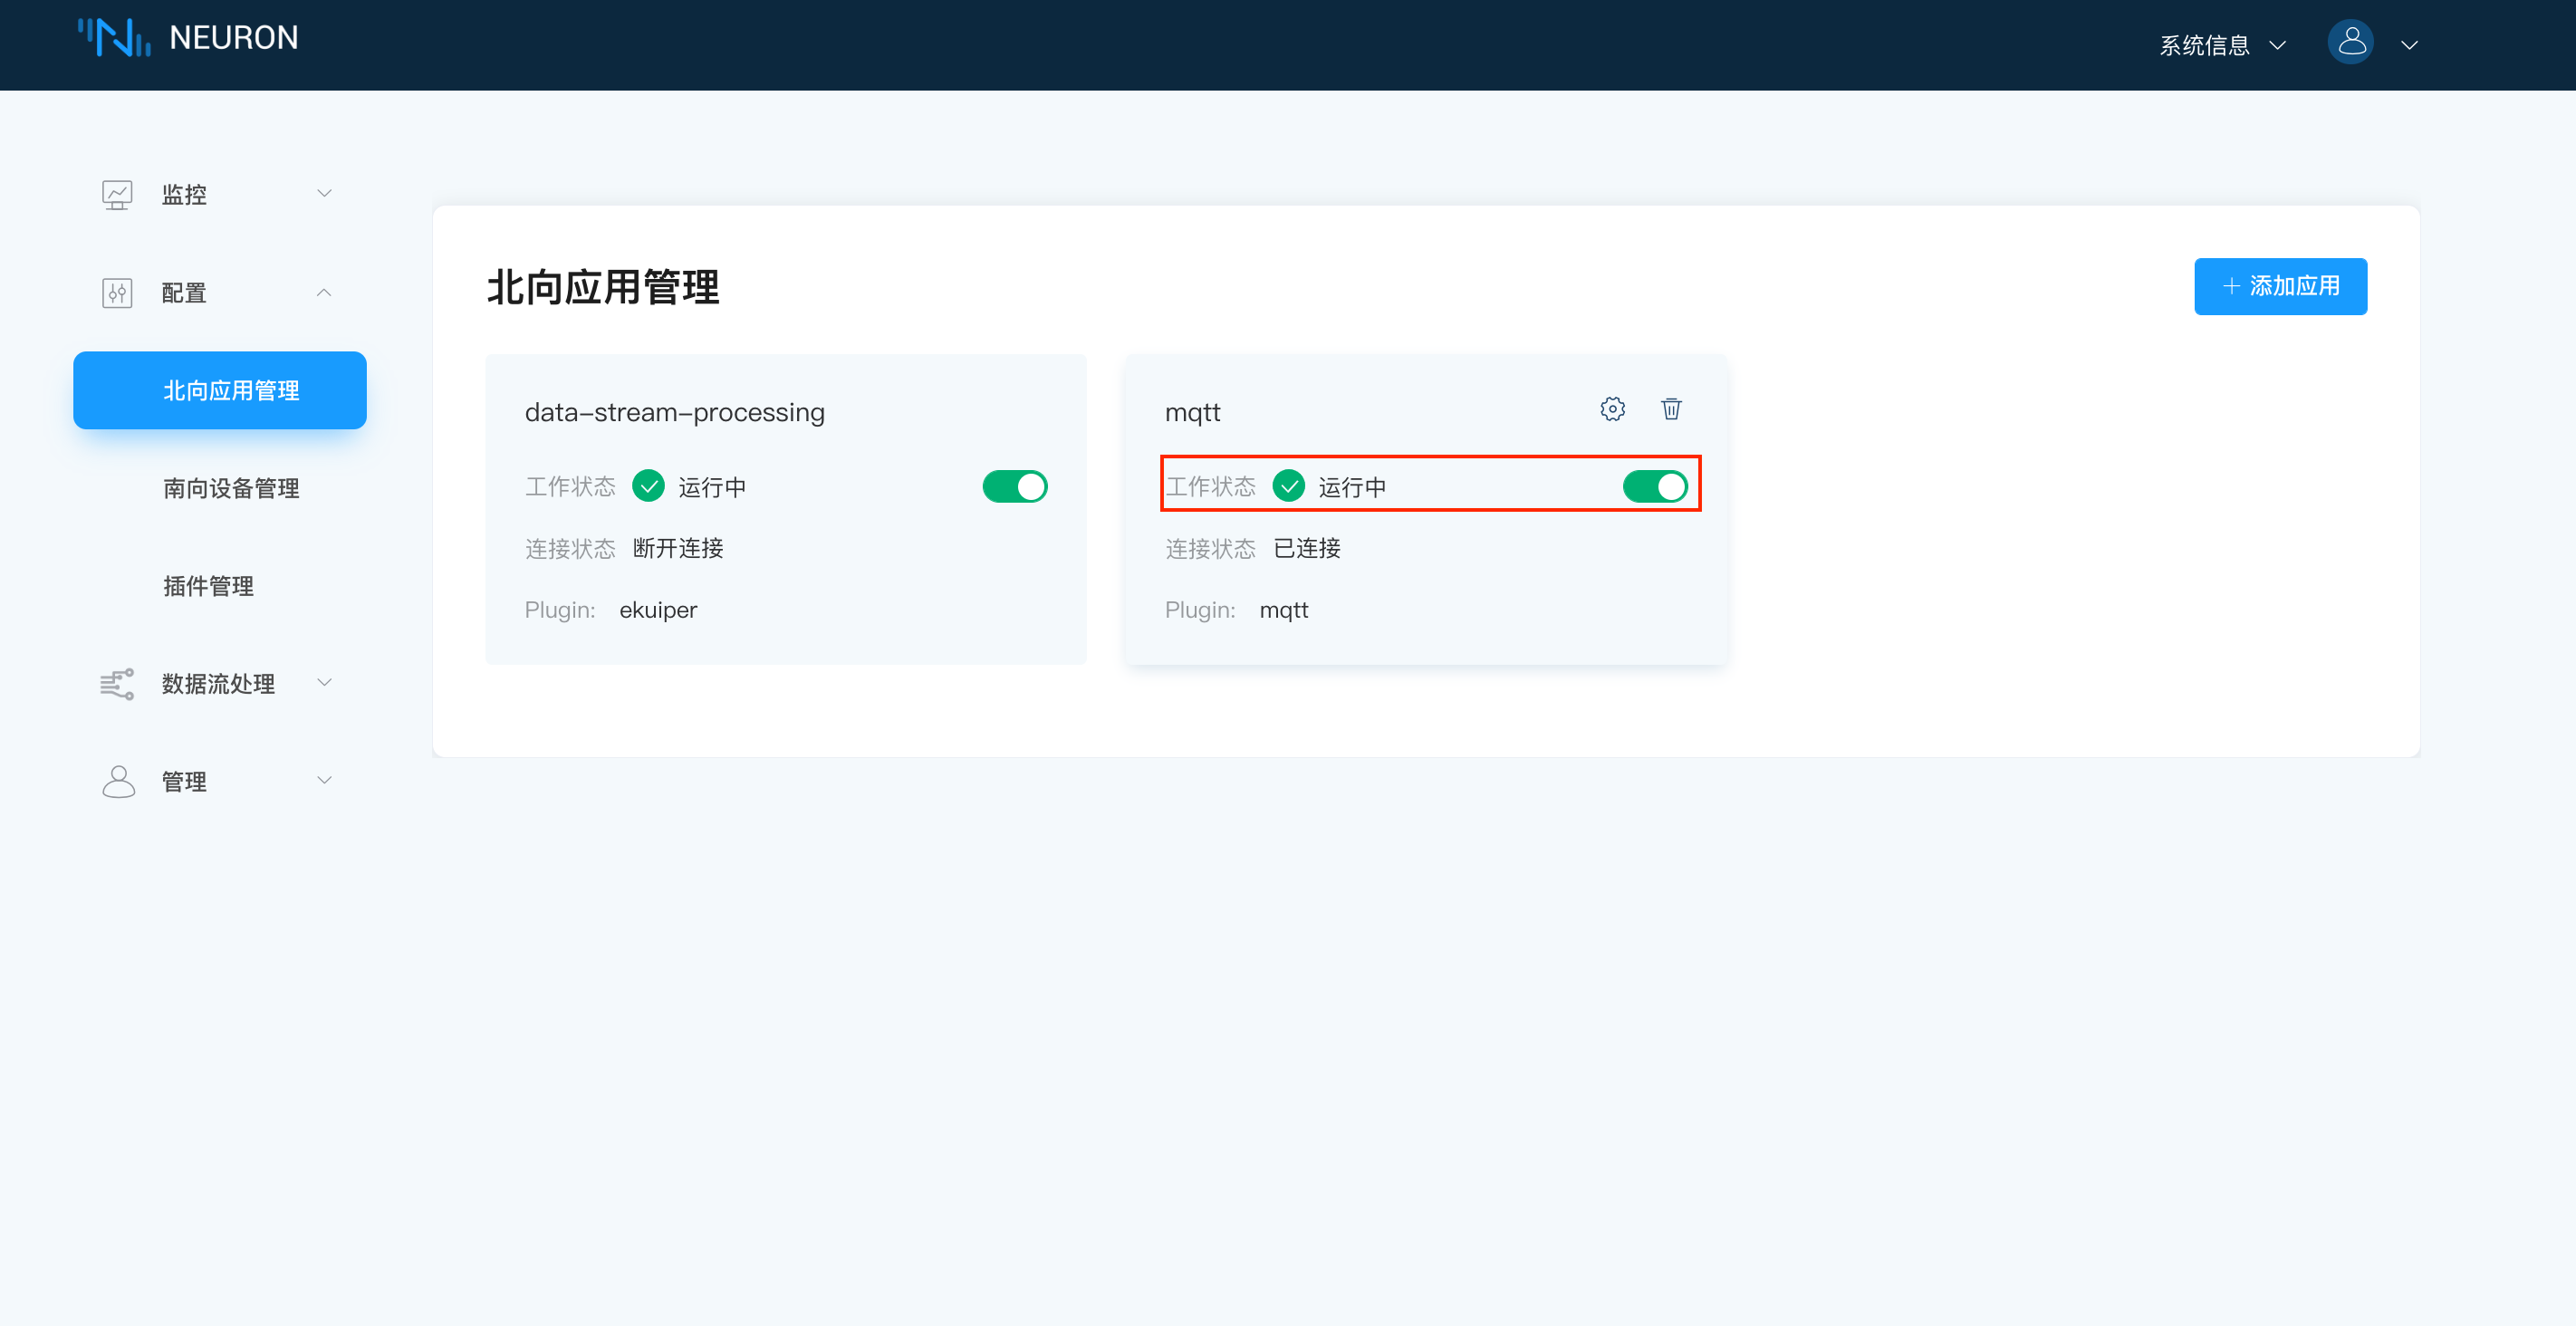 NEURON
系统信息
监控
配置
北向应用管理
南向设备管理
插件管理
数据流处理
管理
北向应用管理
添加应用
data-stream-processing
工作状态 运行中
连接状态 断开连接
Plugin: ekuiper
mqtt
工作状态 运行中
连接状态 已连接
Plugin: mqtt